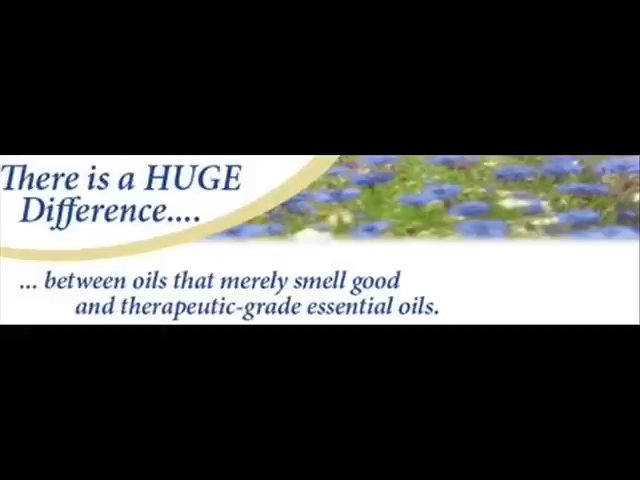 There is a HUGE
Difference....
... between oils that merely smell good
and therapeutic-grade essential oils.